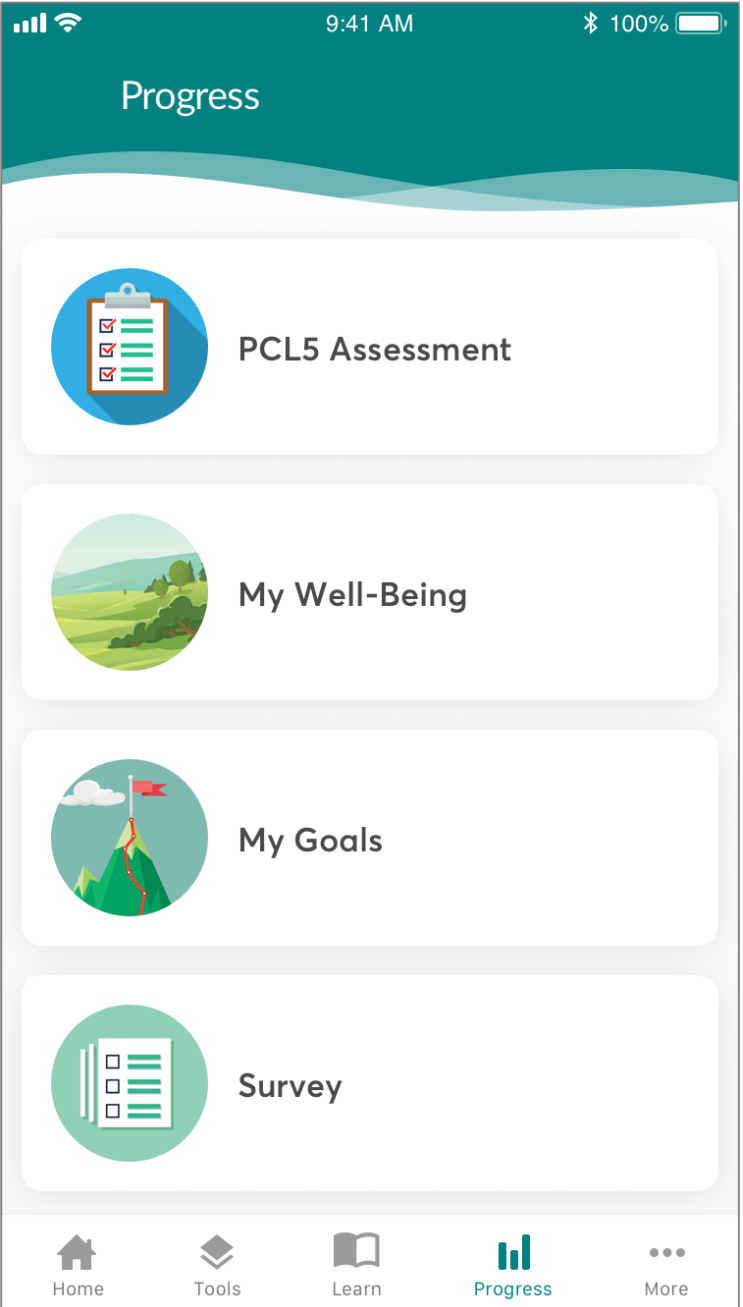 9:41 AM 100%
Progress
PCL5 Assessment
My Well-Being
My Goals
Survey
Home Tools Learn Progress More